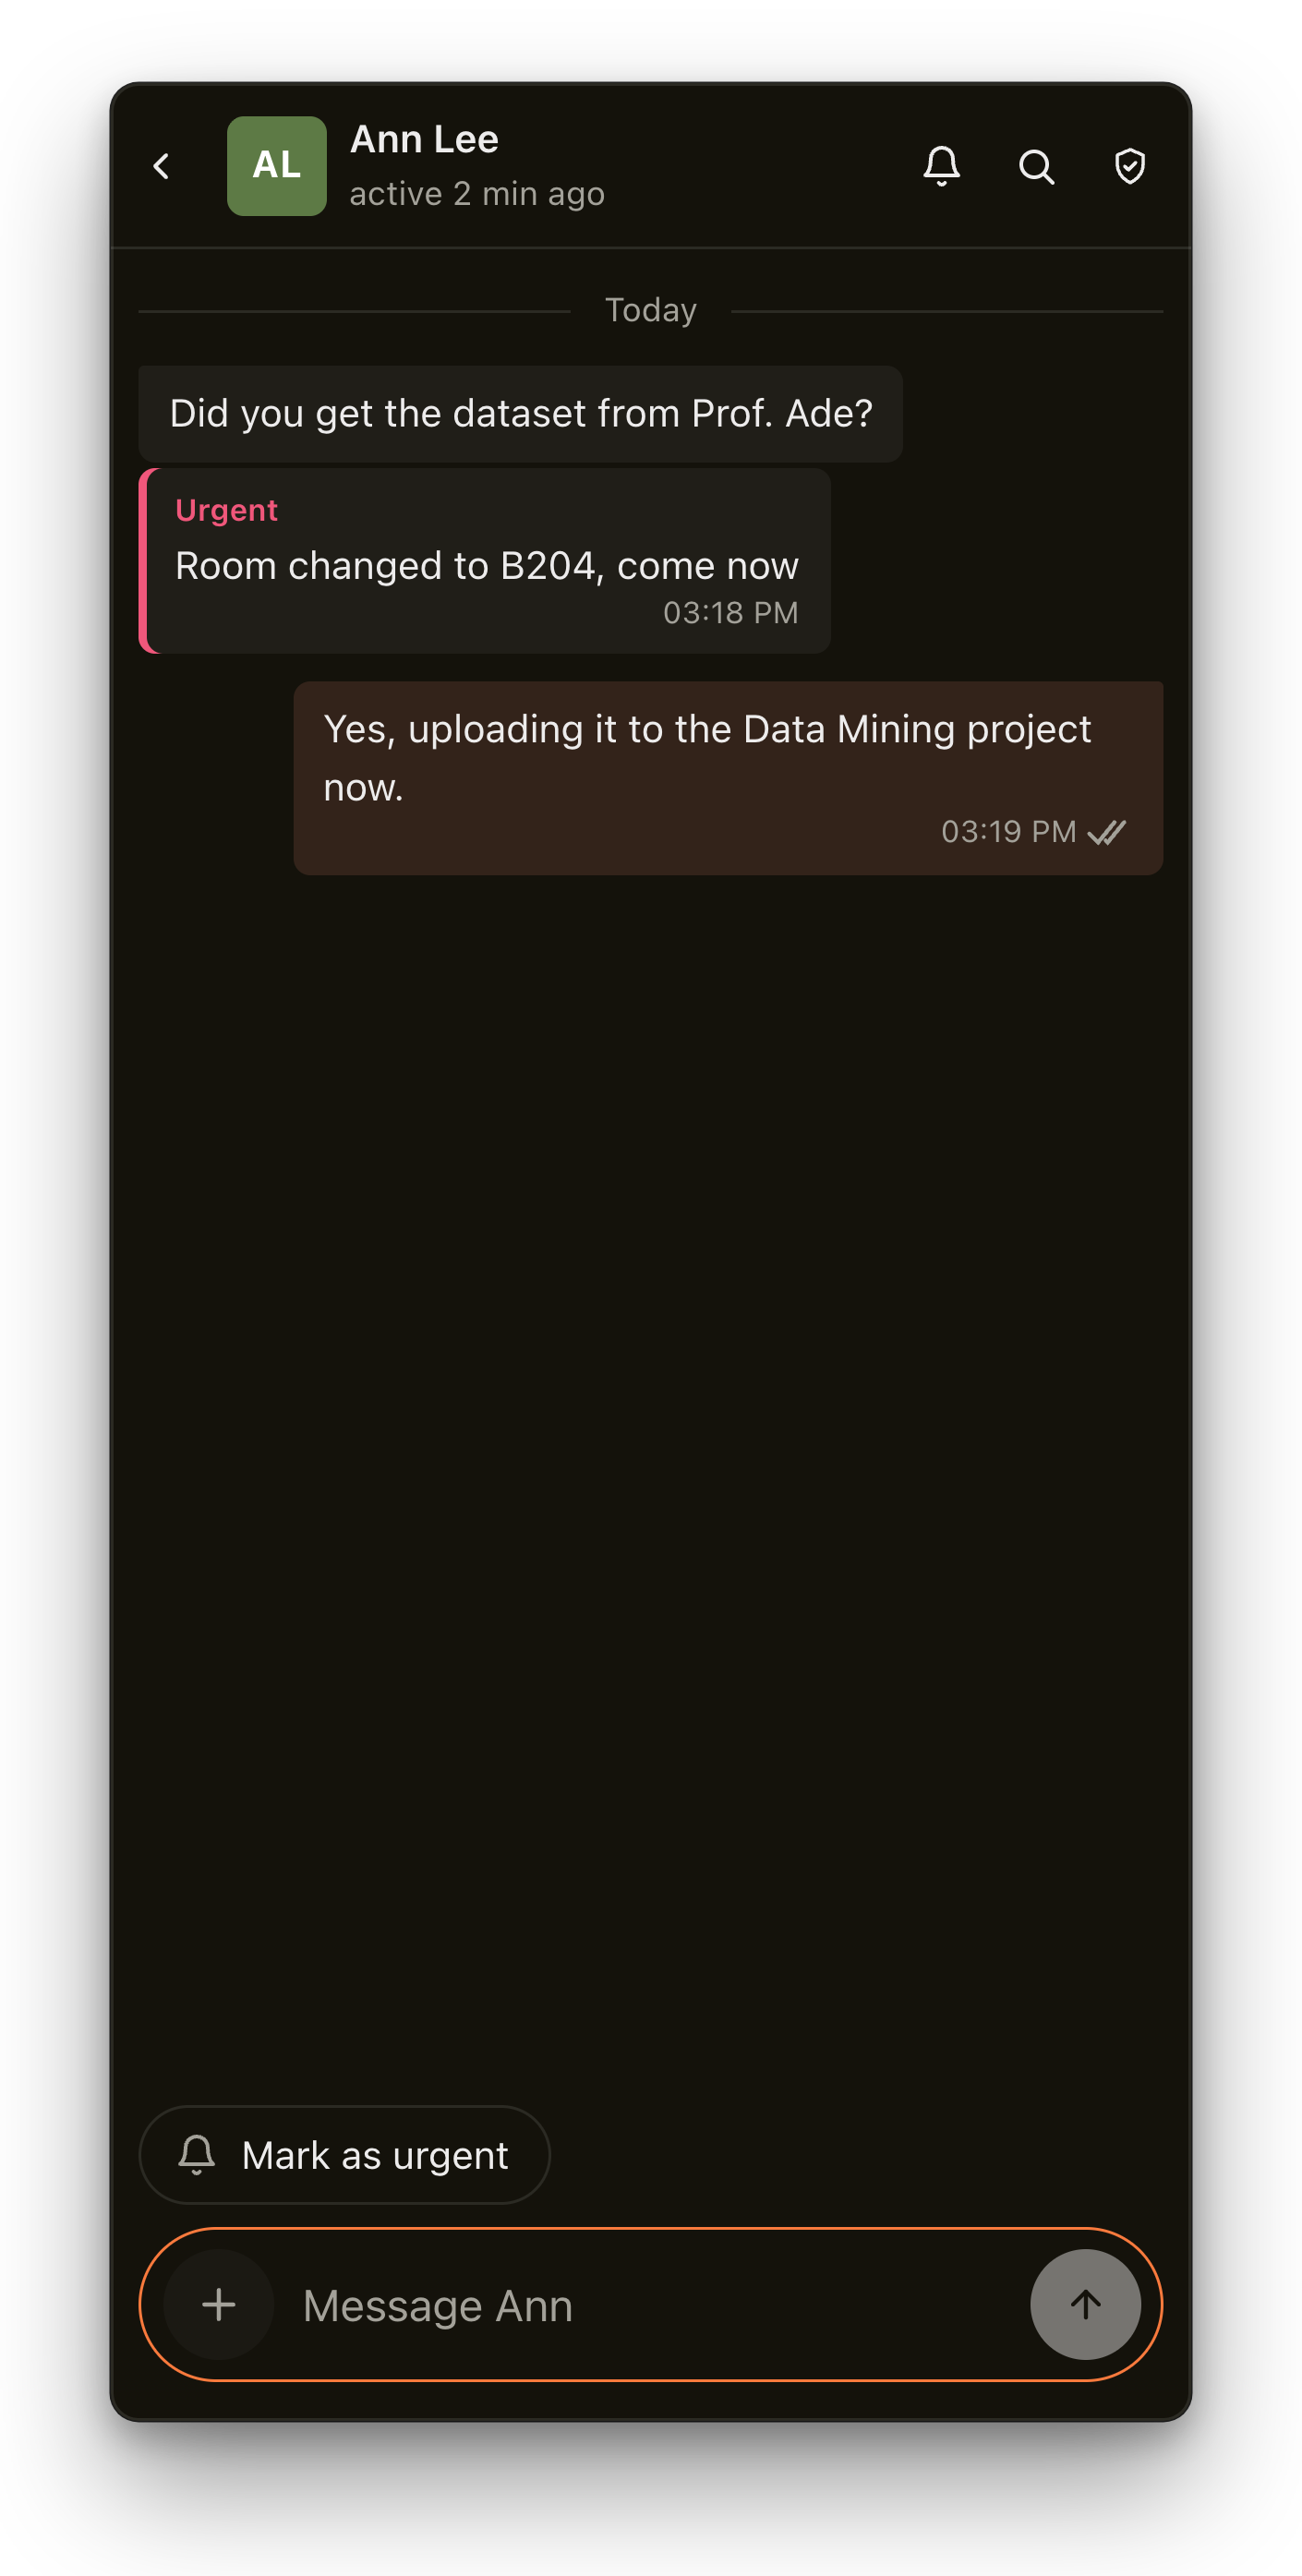 AL
Ann Lee
active 2 min ago
Today
Did you get the dataset from Prof. Ade?
Urgent
Room changed to B204, come now
03:18 PM
Yes, uploading it to the Data Mining project
now.
03:19 PM
Mark as urgent
Message Ann